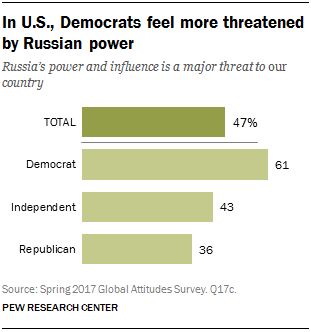 In U.S., Democrats feel more threatened
by Russian power
Russia's power and influence is a major threat to our
country
TOTAL 47%
Democrat 61
Independent 43
Republican 36
Source: Spring 2017 Global Attitudes Survey. Q17c.
PEW RESEARCH CENTER